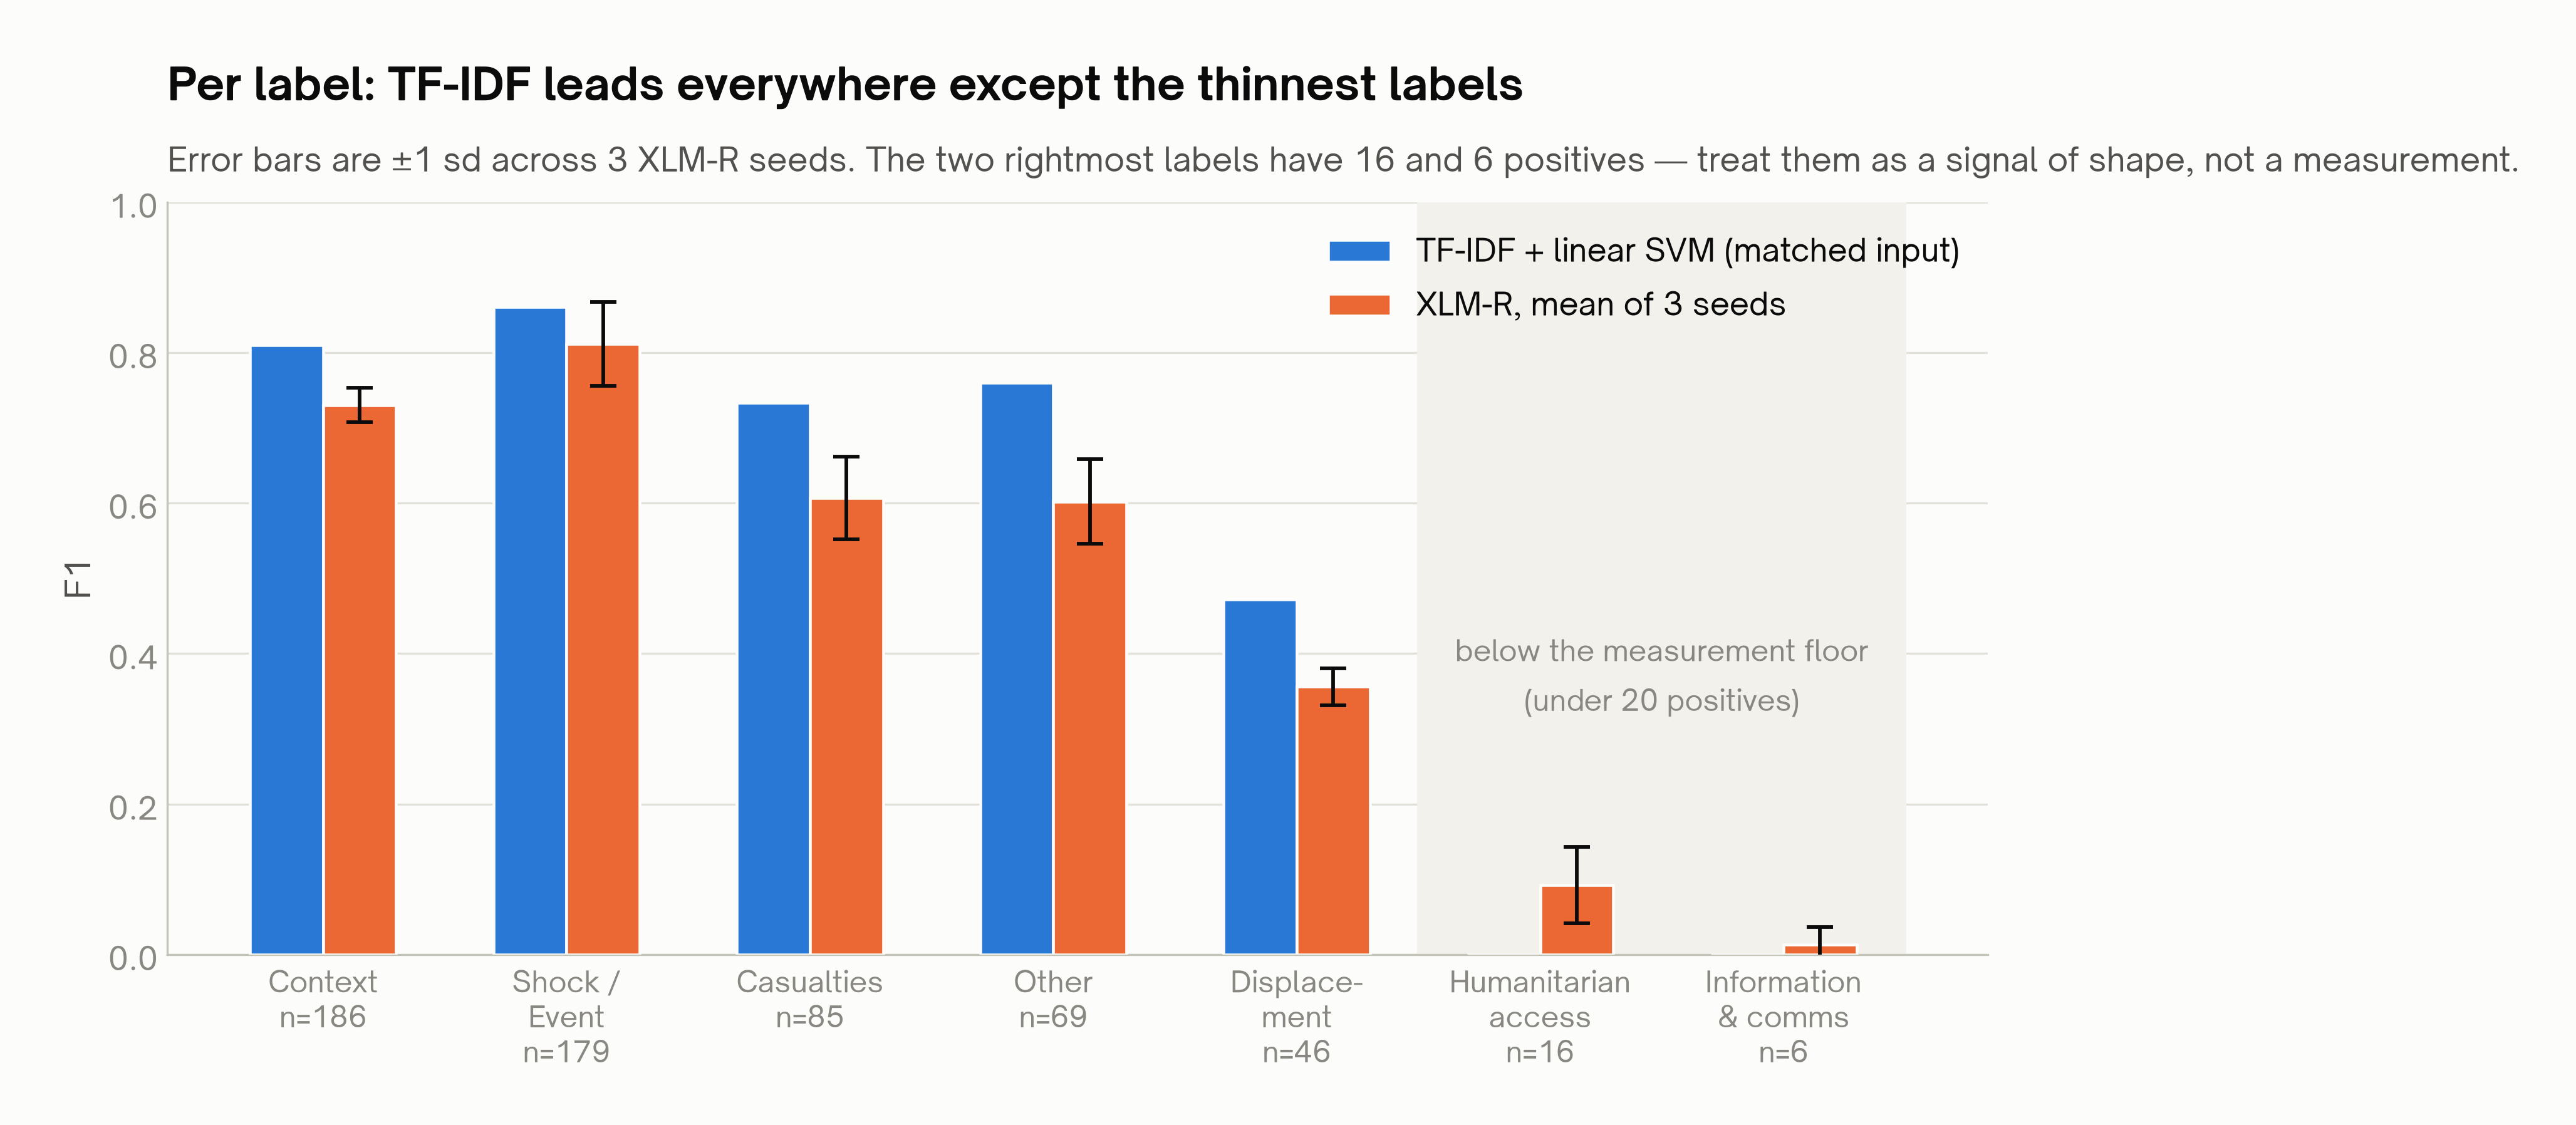 Per label: TF-IDF leads everywhere except the thinnest labels
Error bars are ±1 sd across 3 XLM-R seeds. The two rightmost labels have 16 and 6 positives — treat them as a signal of shape, not a measurement.
TF-IDF + linear SVM (matched input)
XLM-R, mean of 3 seeds
1.0
0.8
0.6
0.4
0.2
0.0
F1
below the measurement floor
(under 20 positives)
Context
n=186
Shock /
Event
n=179
Casualties
n=85
Other
n=69
Displace-
ment
n=46
Humanitarian
access
n=16
Information
& comms
n=6